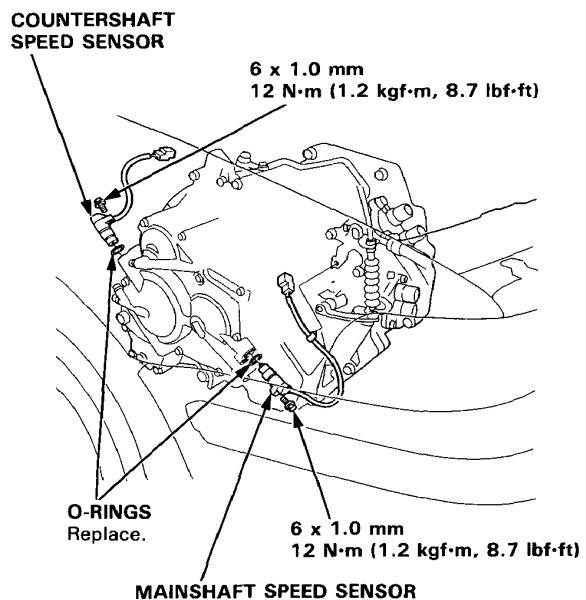 COUNTERSHAFT
SPEED SENSOR
6 x 1.0 mm
12 N·m (1.2 kgf·m, 8.7 lbf·ft)
O-RINGS
Replace.
6 x 1.0 mm
12 N·m (1.2 kgf·m, 8.7 lbf·ft)
MAINSHAFT SPEED SENSOR